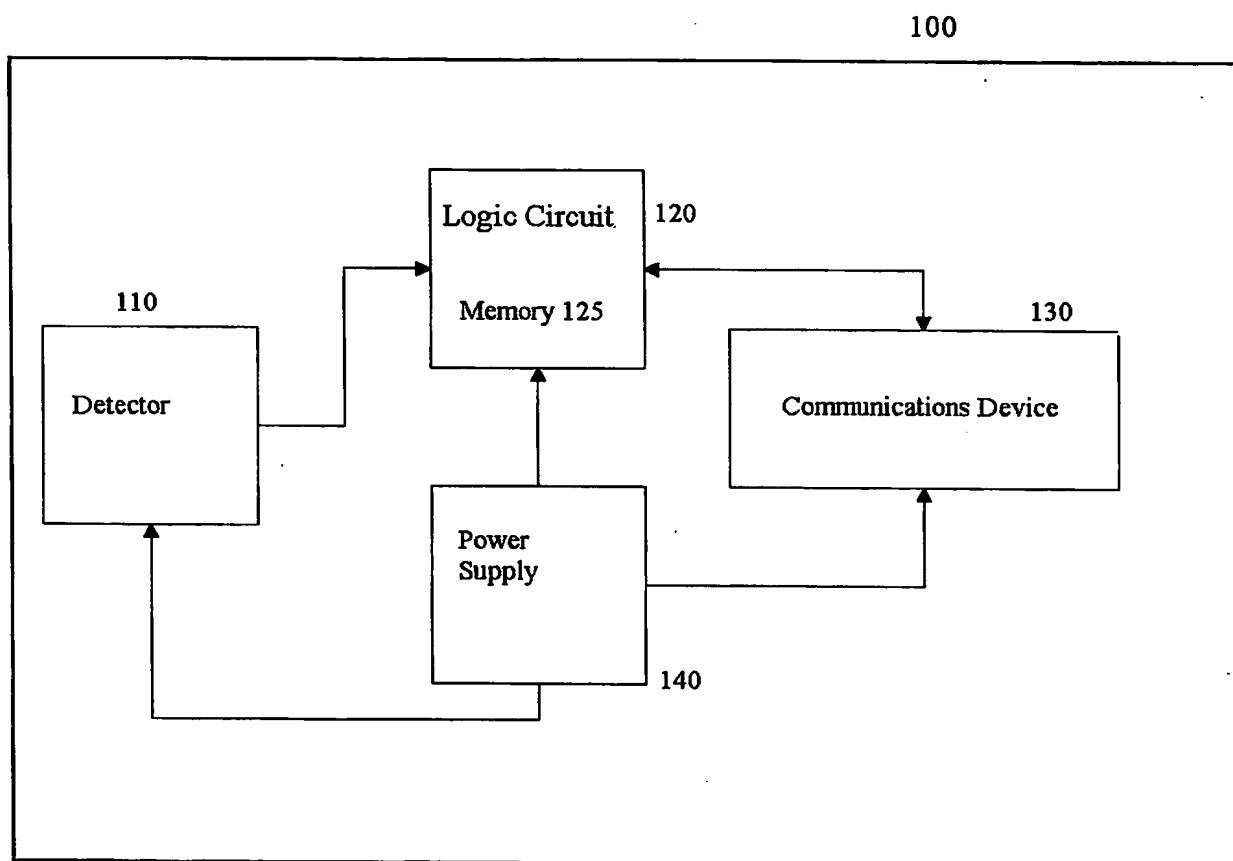 100
Logic Circuit
120
Memory 125
110
130
Detector
Communications Device
Power
Supply
140